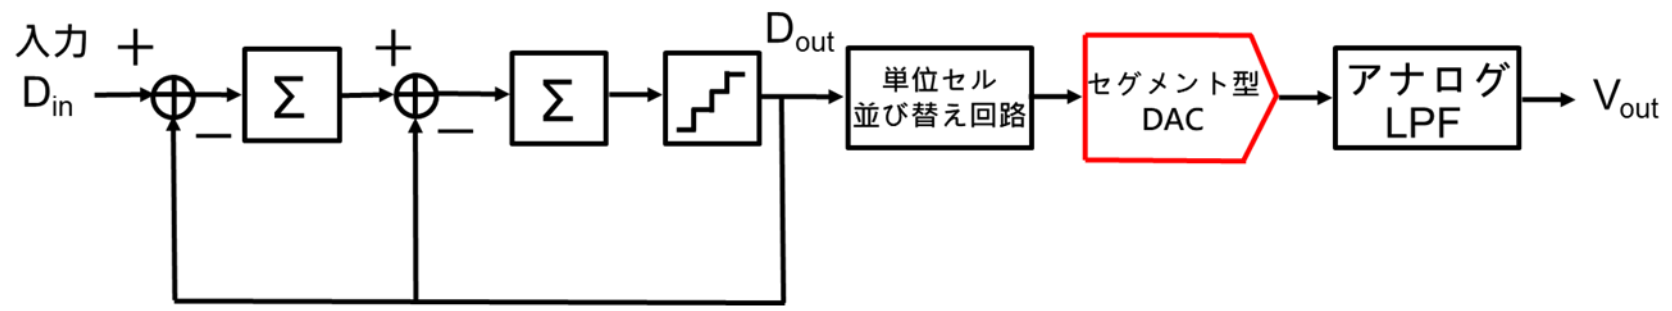 入力
D_in
+
−
Σ
+
−
Σ
D_out
単位セル
並び替え回路
セグメント型
DAC
アナログ
LPF
V_out